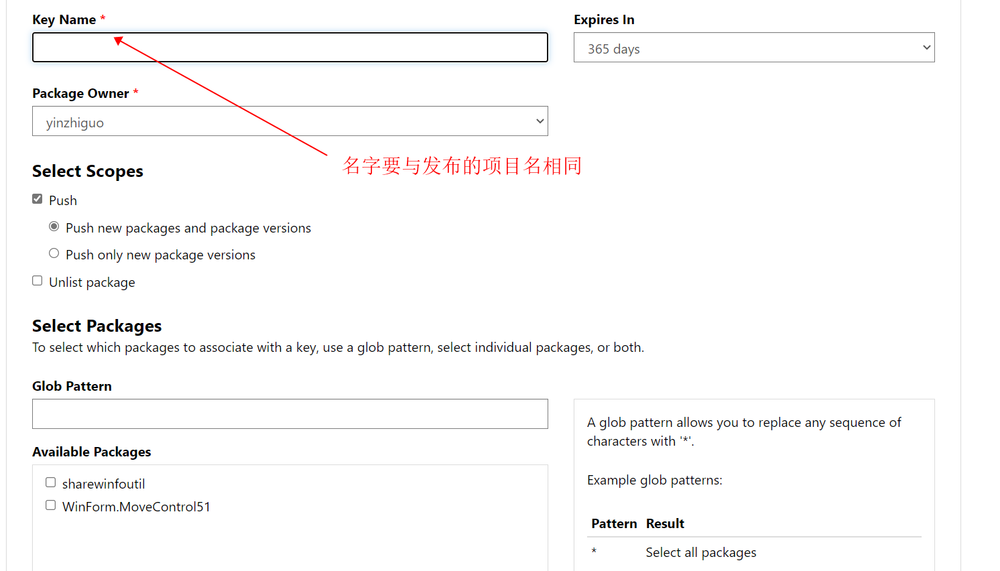 Key Name *
Expires In
365 days
Package Owner *
yinzhiguo
名字要与发布的项目名相同
Select Scopes
Push
Push new packages and package versions
Push only new package versions
Unlist package
Select Packages
To select which packages to associate with a key, use a glob pattern, select individual packages, or both.
Glob Pattern
A glob pattern allows you to replace any sequence of
characters with '*'.
Available Packages
sharewinfoutil
WinForm.MoveControl51
Example glob patterns:
Pattern Result
* Select all packages